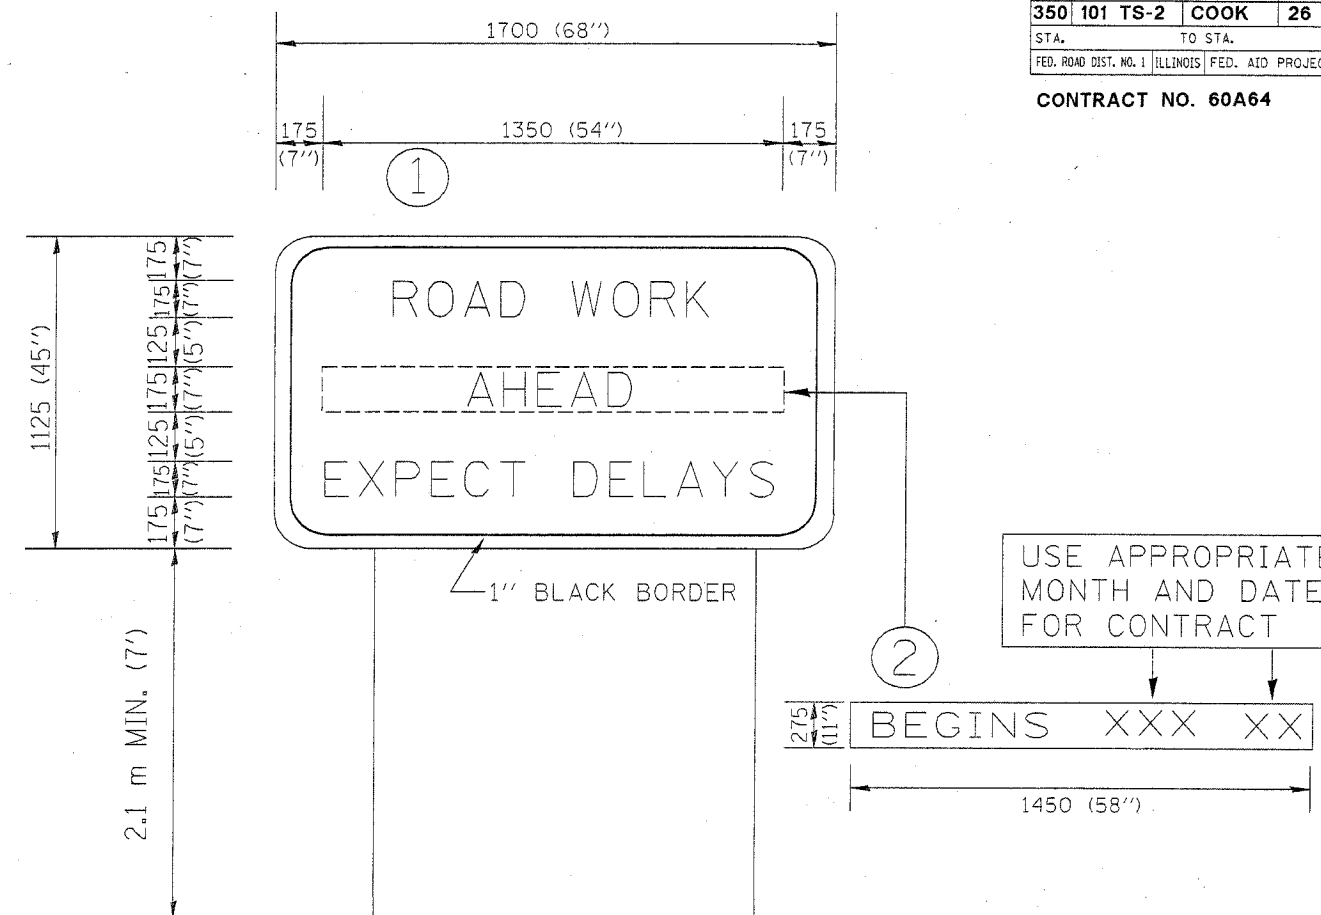 350 101 TS-2 COOK 26
STA. TO STA.
FED. ROAD DIST. NO. 1 ILLINOIS FED. AID PROJEC
CONTRACT NO. 60A64
1700 (68'')
175 (7'')
1350 (54'')
175 (7'')
1
1125 (45'')
175 (7'')
175 (7'')
125 (5'')
175 (7'')
125 (5'')
175 (7'')
175 (7'')
ROAD WORK
AHEAD
EXPECT DELAYS
1'' BLACK BORDER
2.1 m MIN. (7')
USE APPROPRIATE
MONTH AND DATE
FOR CONTRACT
2
275 (11'')
BEGINS XXX XX
1450 (58'')